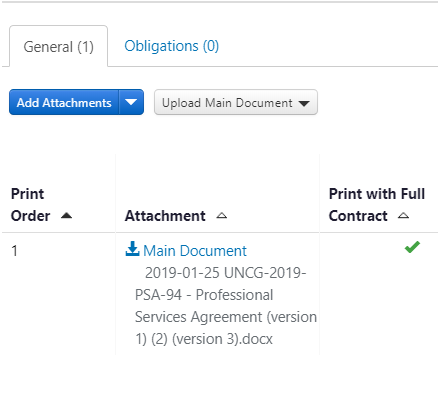 General (1) Obligations (0)
Add Attachments Upload Main Document
Print Print with Full
Order Attachment Contract
1 Main Document
2019-01-25 UNCG-2019-
PSA-94 - Professional
Services Agreement (version
1) (2) (version 3).docx